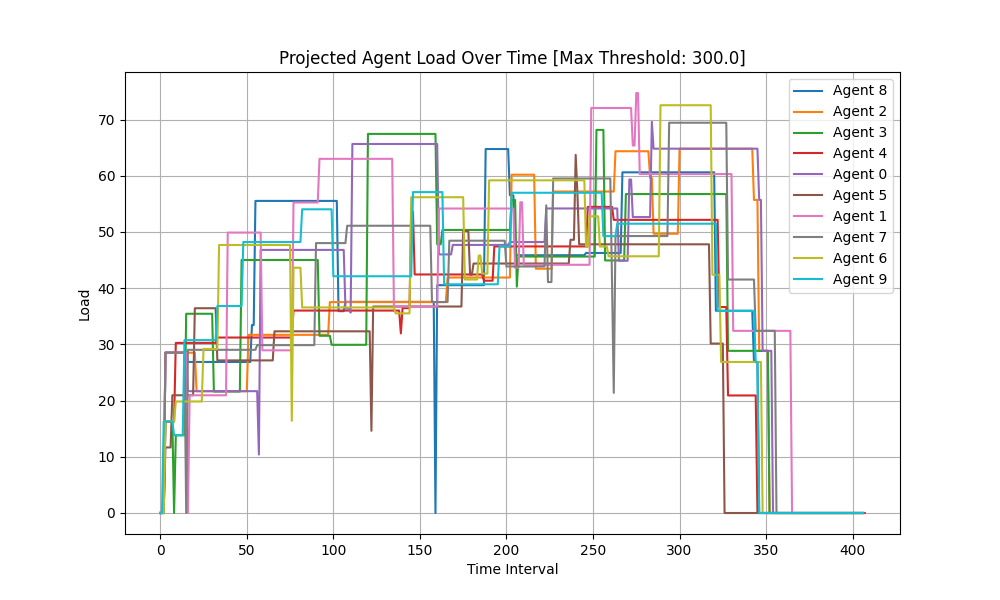 Projected Agent Load Over Time [Max Threshold: 300.0]
Load
70
60
50
40
30
20
10
0
0 50 100 150 200 250 300 350 400
Time Interval
Agent 8
Agent 2
Agent 3
Agent 4
Agent 0
Agent 5
Agent 1
Agent 7
Agent 6
Agent 9